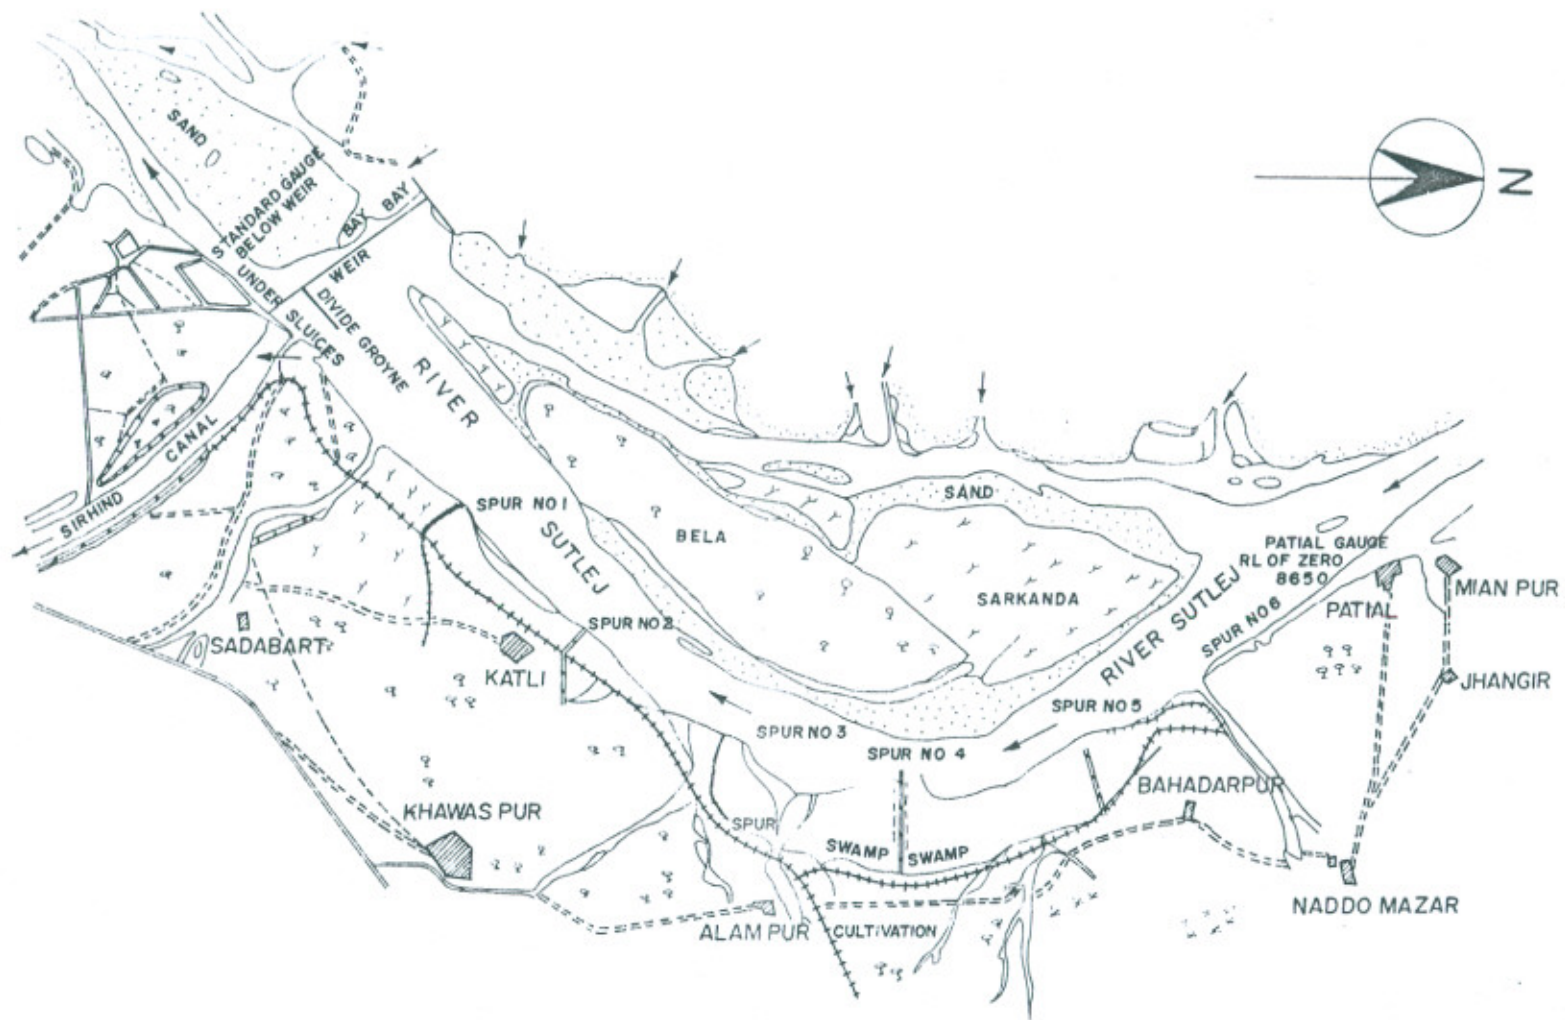 SAND
STANDARD GAUGE
BELOW WEIR
BAY
BAY
N
WEIR
UNDER SLUICES
DIVIDE GROYNE
RIVER
SUTLEJ
SIRHIND
CANAL
SPUR NO 1
SAND
BELA
SARKANDA
PATIAL GAUGE
RL OF ZERO
8650
MIAN PUR
PATIAL
SPUR NO 6
RIVER SUTLEJ
SADABART
SPUR NO 2
KATLI
JHANGIR
SPUR NO 5
SPUR NO 3
SPUR NO 4
BAHADARPUR
KHAWAS PUR
SPUR
SWAMP
SWAMP
NADDO MAZAR
ALAM PUR
CULTIVATION